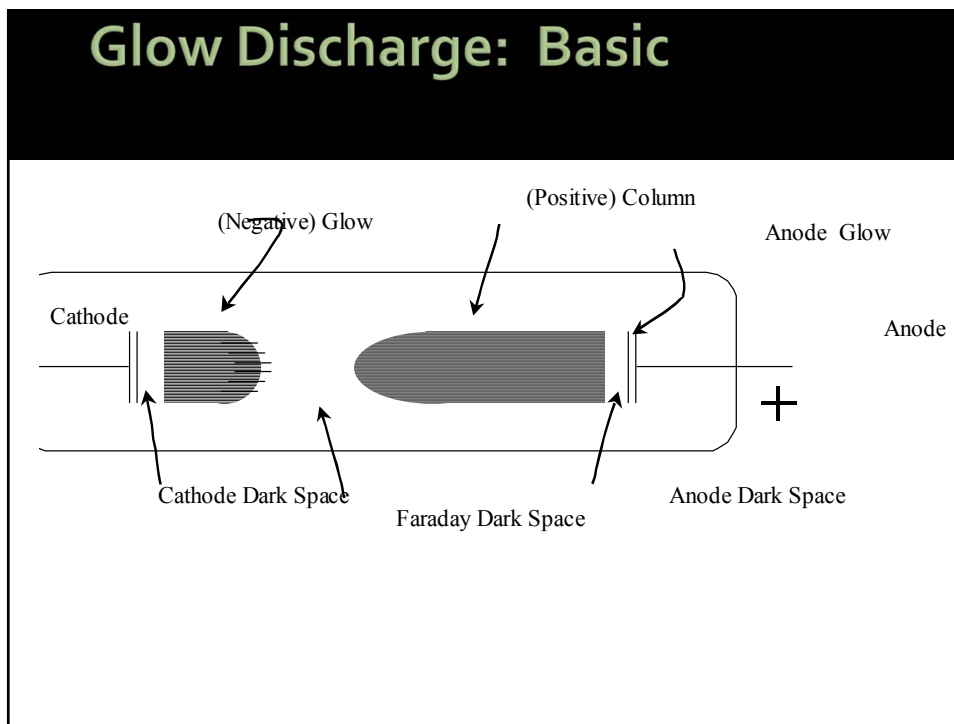 Glow Discharge: Basic
(Positive) Column
(Negative) Glow
Anode Glow
Cathode
Anode
+
Cathode Dark Space
Anode Dark Space
Faraday Dark Space